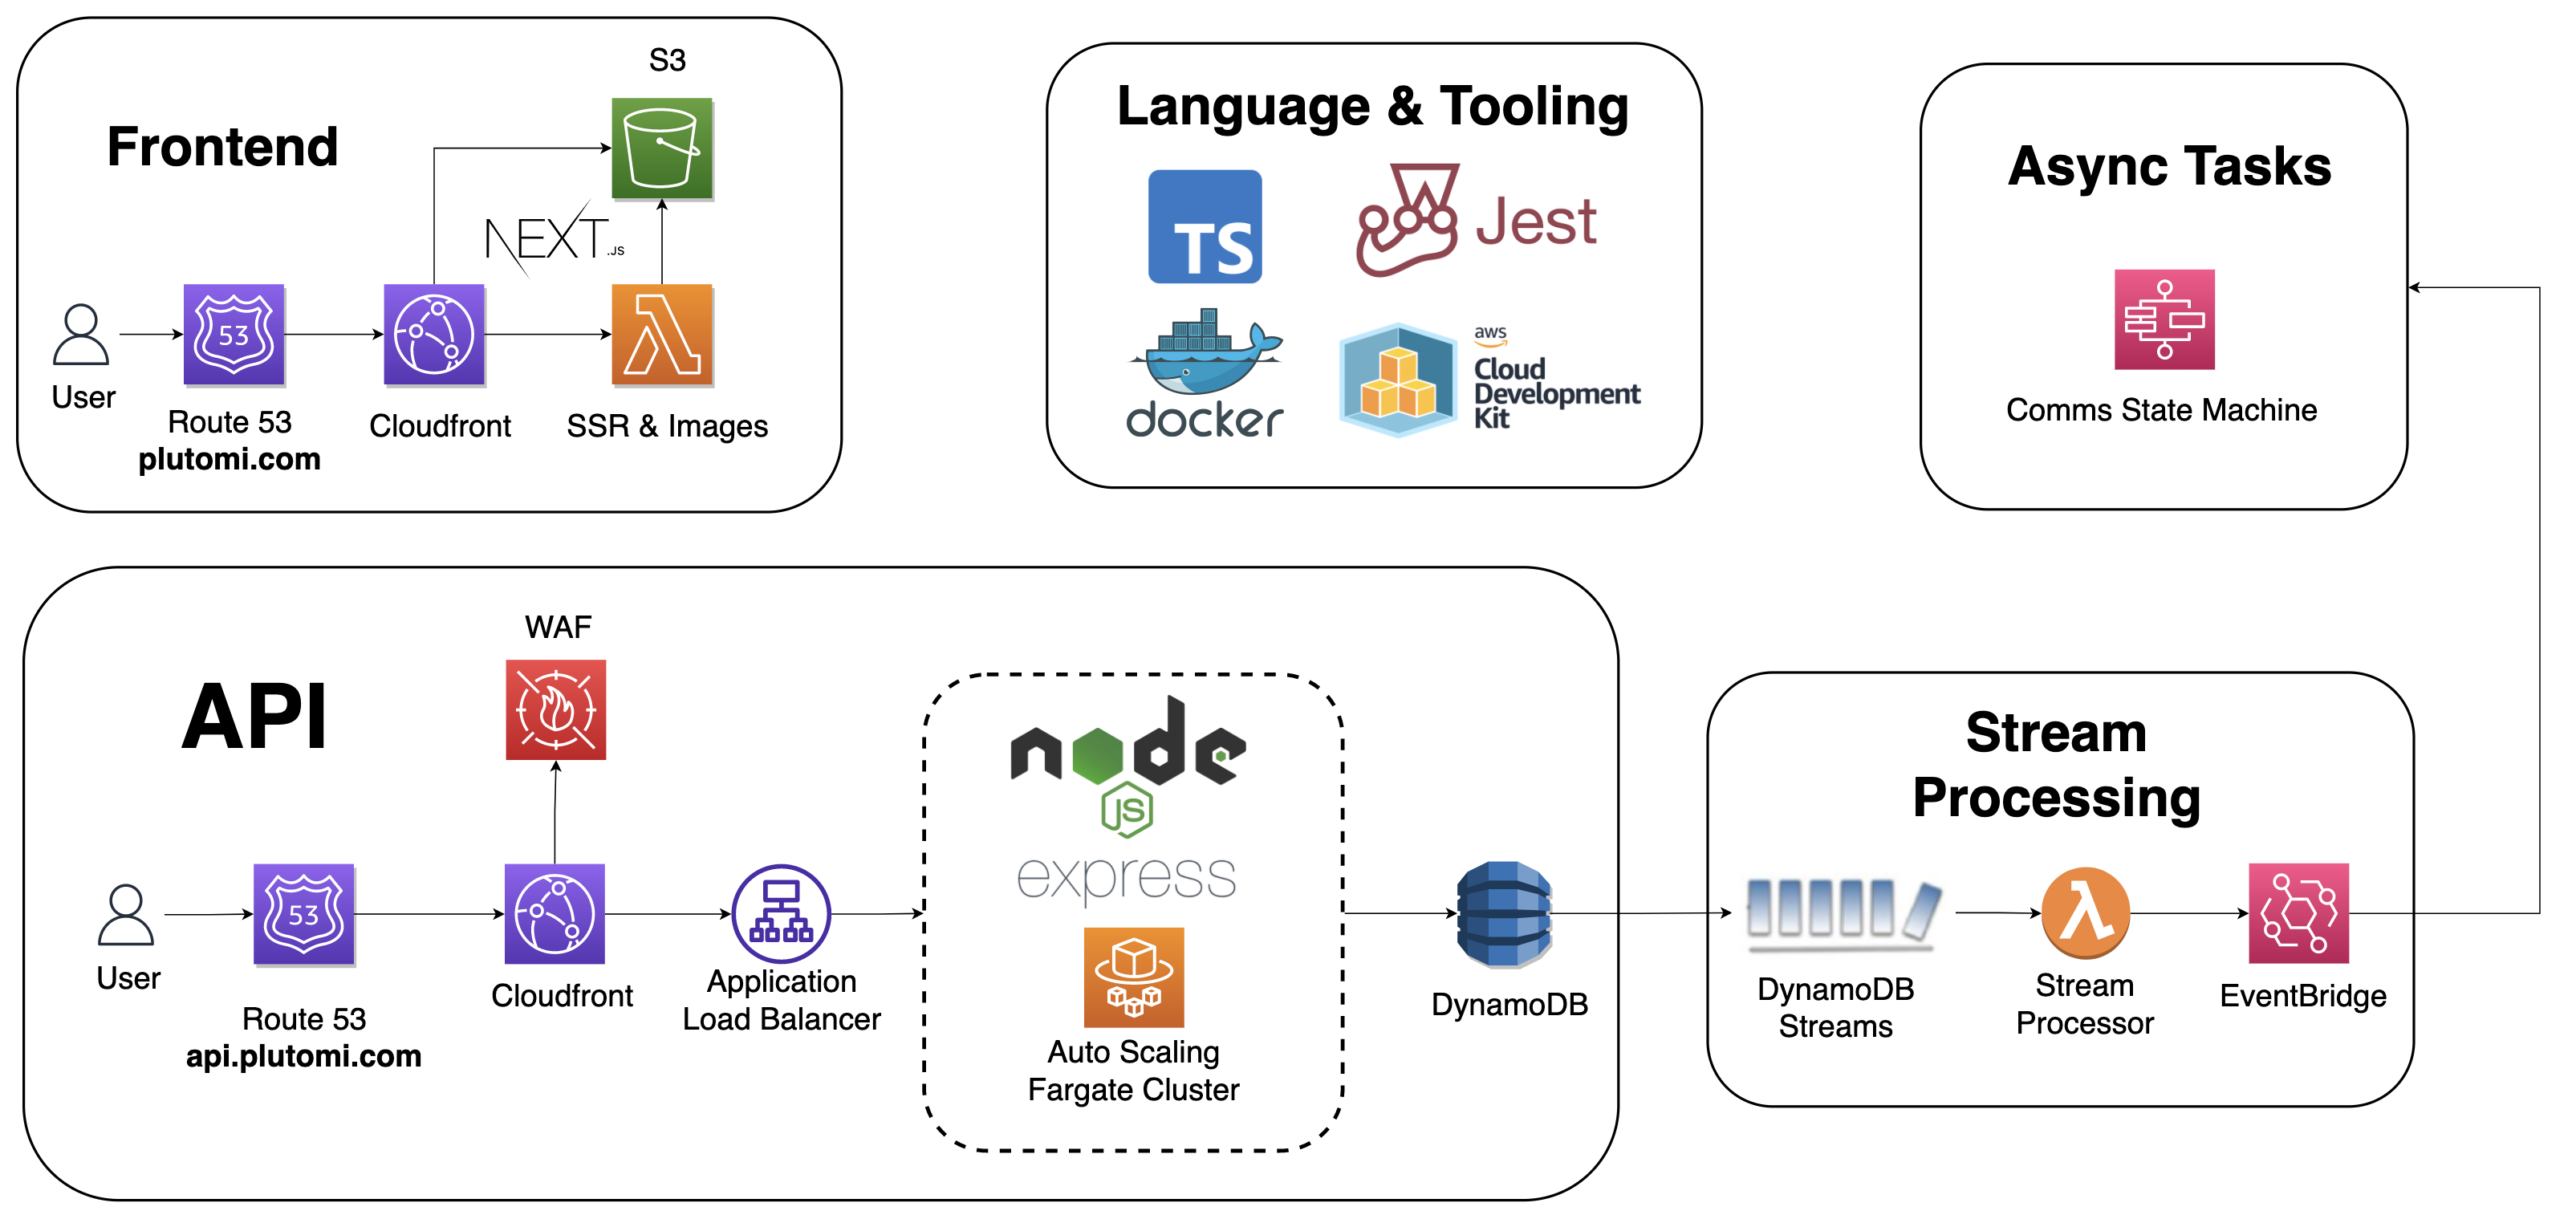 Frontend
S3
NEXT.JS
53
User
Route 53
plutomi.com
Cloudfront
SSR & Images
Language & Tooling
TS
Jest
docker
aws
Cloud
Development
Kit
Async Tasks
Comms State Machine
API
WAF
53
User
Route 53
api.plutomi.com
Cloudfront
Application
Load Balancer
node
JS
express
Auto Scaling
Fargate Cluster
DynamoDB
Stream
Processing
DynamoDB
Streams
Stream
Processor
EventBridge